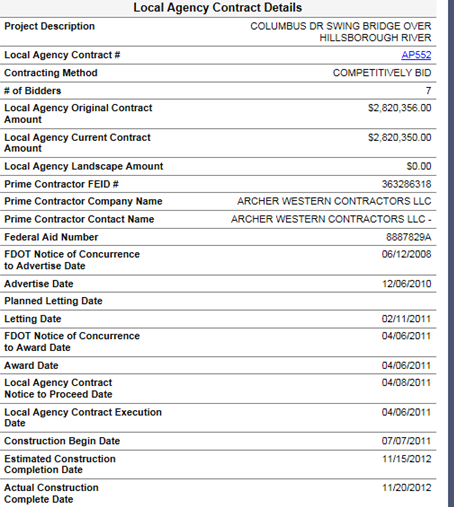 Local Agency Contract Details
Project Description COLUMBUS DR SWING BRIDGE OVER
HILLSBOROUGH RIVER
Local Agency Contract # AP552
Contracting Method COMPETITIVELY BID
# of Bidders 7
Local Agency Original Contract $2,820,356.00
Amount
Local Agency Current Contract $2,820,350.00
Amount
Local Agency Landscape Amount $0.00
Prime Contractor FEID # 363286318
Prime Contractor Company Name ARCHER WESTERN CONTRACTORS LLC
Prime Contractor Contact Name ARCHER WESTERN CONTRACTORS LLC -
Federal Aid Number 8887829A
FDOT Notice of Concurrence 06/12/2008
to Advertise Date
Advertise Date 12/06/2010
Planned Letting Date
Letting Date 02/11/2011
FDOT Notice of Concurrence 04/06/2011
to Award Date
Award Date 04/06/2011
Local Agency Contract 04/08/2011
Notice to Proceed Date
Local Agency Contract Execution 04/06/2011
Date
Construction Begin Date 07/07/2011
Estimated Construction 11/15/2012
Completion Date
Actual Construction 11/20/2012
Complete Date